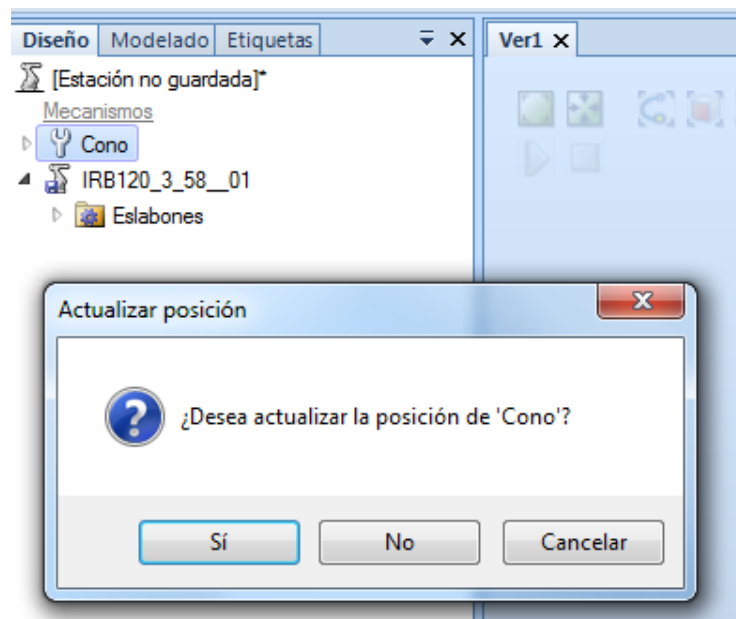 Diseño Modelado Etiquetas
Ver1
[Estación no guardada]*
Mecanismos
Cono
IRB120_3_58__01
Eslabones
Actualizar posición
¿Desea actualizar la posición de 'Cono'?
Sí No Cancelar